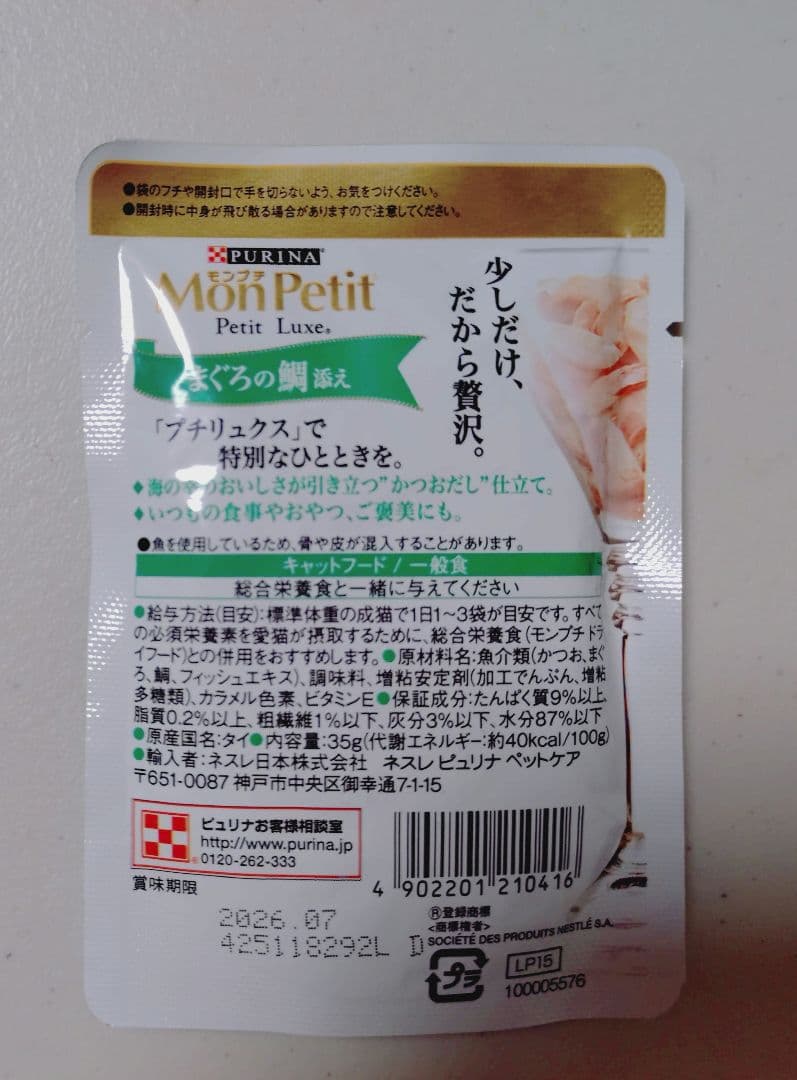 ●袋のフチや開封口で手を切らないよう、お気をつけください。
●開封時に中身が飛び散る場合がありますので注意してください。
PURINA
モンプチ
Mon Petit
Petit Luxe®
まぐろの鯛添え
少しだけ、
だから贅沢。
「プチリュクス」で
特別なひとときを。
♦海の幸のおいしさが引き立つ"かつおだし"仕立て。
♦いつもの食事やおやつ、ご褒美にも。
●魚を使用しているため、骨や皮が混入することがあります。
キャットフード / 一般食
総合栄養食と一緒に与えてください
●給与方法(目安):標準体重の成猫で1日1~3袋が目安です。すべて
の必須栄養素を愛猫が摂取するために、総合栄養食(モンプチ ドラ
イフード)との併用をおすすめします。●原材料名:魚介類(かつお、まぐ
ろ、鯛、フィッシュエキス)、調味料、増粘安定剤(加工でんぷん、増粘
多糖類)、カラメル色素、ビタミンE●保証成分:たんぱく質9%以上、
脂質0.2%以上、粗繊維1%以下、灰分3%以下、水分87%以下
●原産国名:タイ●内容量:35g(代謝エネルギー:約40kcal/100g)
●輸入者:ネスレ日本株式会社 ネスレ ピュリナ ペットケア
〒651-0087 神戸市中央区御幸通7-1-15
ピュリナお客様相談室
http://www.purina.jp
0120-262-333
4 902201 210416
賞味期限
2026.07
425118292L D
®登録商標
<商標権者>
SOCIÉTÉ DES PRODUITS NESTLÉ S.A.
プラ
LP15
100005576